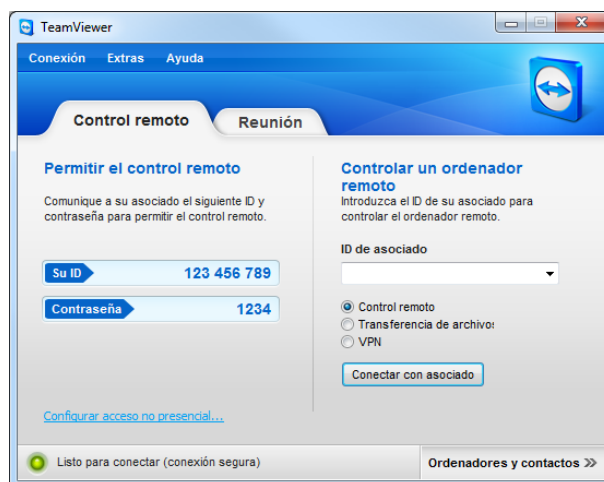 TeamViewer
Conexión Extras Ayuda
Control remoto Reunión
Permitir el control remoto
Comunique a su asociado el siguiente ID y
contraseña para permitir el control remoto.
Su ID 123 456 789
Contraseña 1234
Configurar acceso no presencial...
Controlar un ordenador
remoto
Introduzca el ID de su asociado para
controlar el ordenador remoto.
ID de asociado
Control remoto
Transferencia de archivos
VPN
Conectar con asociado
Listo para conectar (conexión segura)
Ordenadores y contactos >>